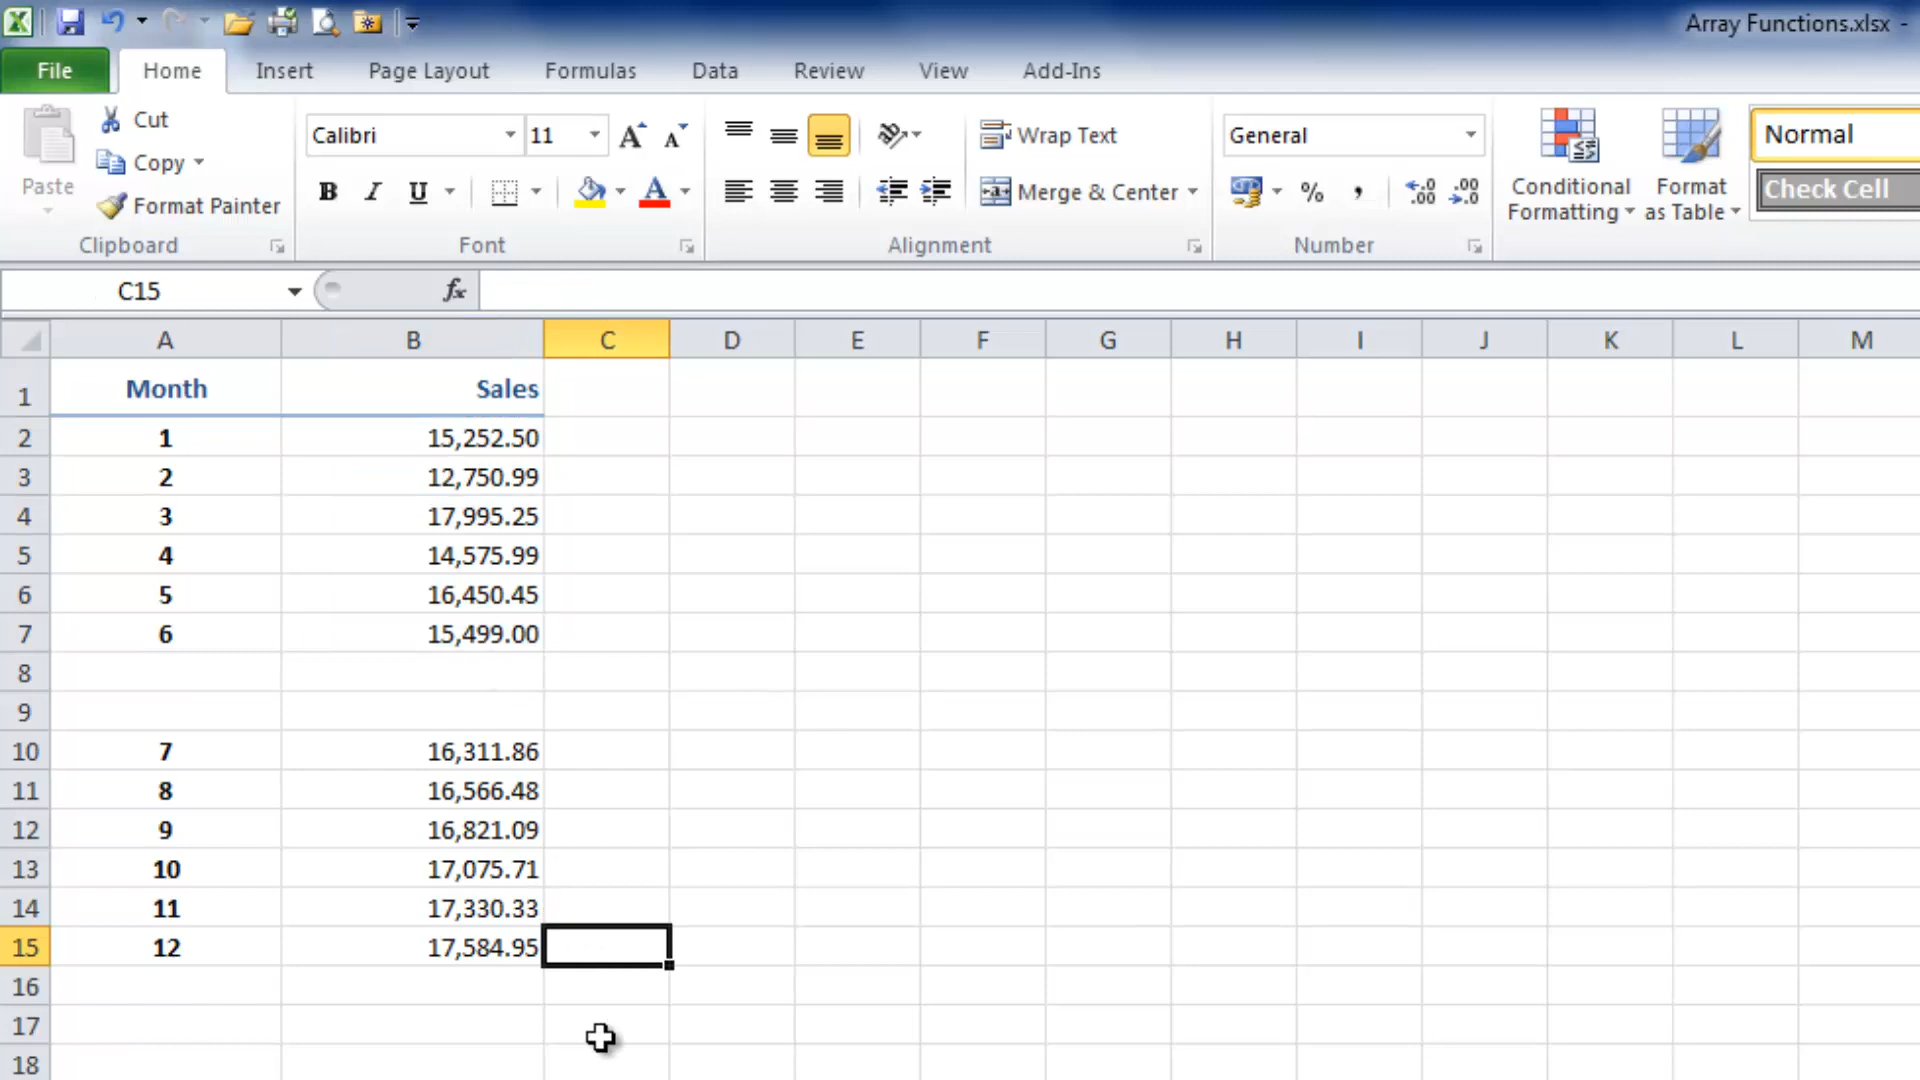 Array Functions.xlsx -
File Home Insert Page Layout Formulas Data Review View Add-Ins
Paste
Cut
Copy
Format Painter
Clipboard
Calibri 11
B I U A
Font
Wrap Text
Merge & Center
Alignment
General
% , .00 .00
Number
Conditional
Formatting
Format
as Table
Normal
Check Cell
C15 fx
A B C D E F G H I J K L M
1 Month Sales
2 1 15,252.50
3 2 12,750.99
4 3 17,995.25
5 4 14,575.99
6 5 16,450.45
7 6 15,499.00
8
9
10 7 16,311.86
11 8 16,566.48
12 9 16,821.09
13 10 17,075.71
14 11 17,330.33
15 12 17,584.95
16
17
18